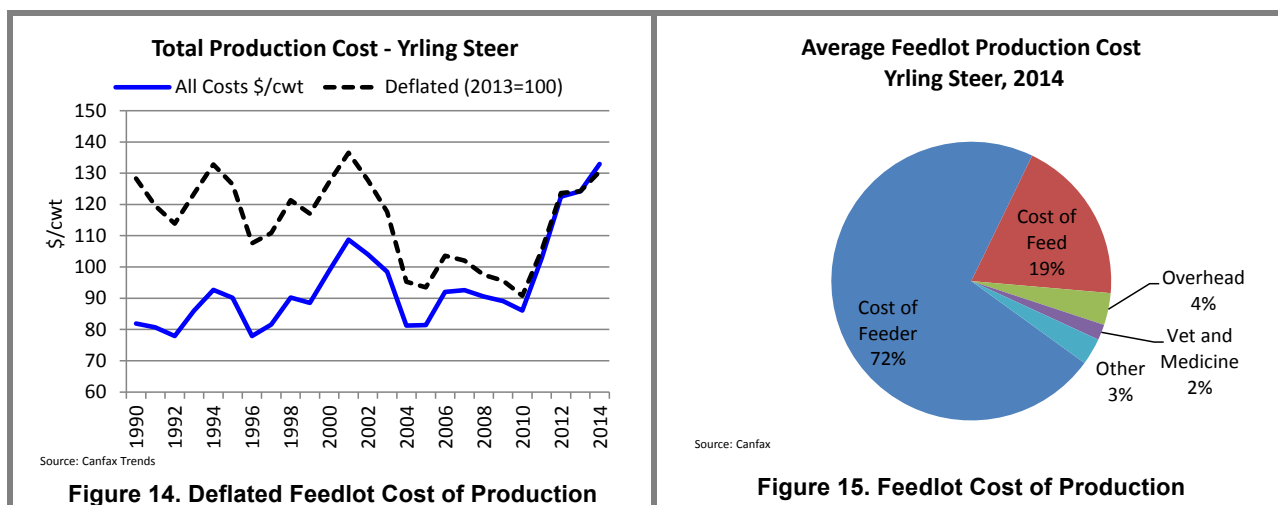 Total Production Cost - Yrling Steer
All Costs $/cwt
Deflated (2013=100)
150
140
130
120
110
100
90
80
70
60
$/cwt
1990
1992
1994
1996
1998
2000
2002
2004
2006
2008
2010
2012
2014
Source: Canfax Trends
Figure 14. Deflated Feedlot Cost of Production
Average Feedlot Production Cost
Yrling Steer, 2014
Cost of
Feed
19%
Overhead
4%
Vet and
Medicine
2%
Other
3%
Cost of
Feeder
72%
Source: Canfax
Figure 15. Feedlot Cost of Production